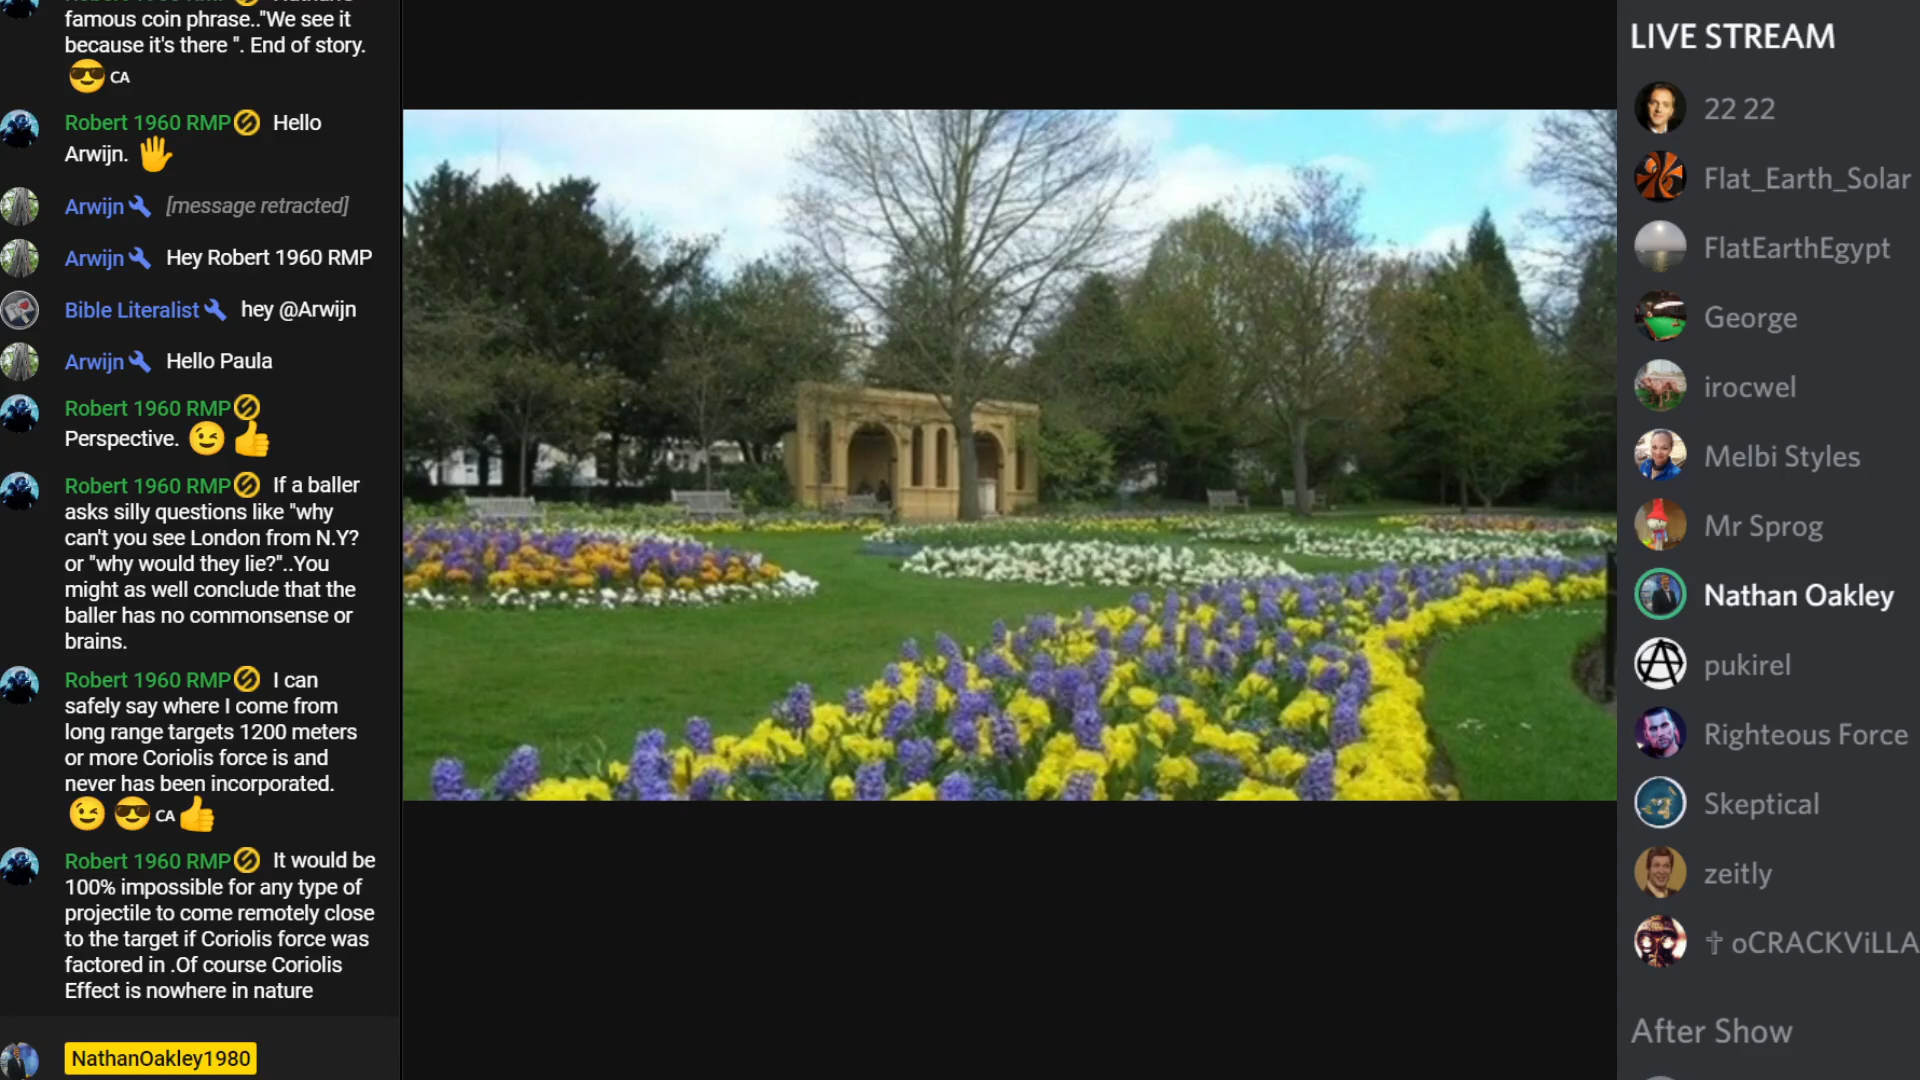 famous coin phrase.."We see it
because it's there ". End of story.
CA
Robert 1960 RMP Hello
Arwijn.
Arwijn [message retracted]
Arwijn Hey Robert 1960 RMP
Bible Literalist hey @Arwijn
Arwijn Hello Paula
Robert 1960 RMP
Perspective.
Robert 1960 RMP If a baller
asks silly questions like "why
can't you see London from N.Y?
or "why would they lie?"..You
might as well conclude that the
baller has no commonsense or
brains.
Robert 1960 RMP I can
safely say where I come from
long range targets 1200 meters
or more Coriolis force is and
never has been incorporated.
CA
Robert 1960 RMP It would be
100% impossible for any type of
projectile to come remotely close
to the target if Coriolis force was
factored in .Of course Coriolis
Effect is nowhere in nature
NathanOakley1980
LIVE STREAM
22 22
Flat_Earth_Solar
FlatEarthEgypt
George
irocwel
Melbi Styles
Mr Sprog
Nathan Oakley
pukirel
Righteous Force
Skeptical
zeitly
† oCRACKViLLA
After Show